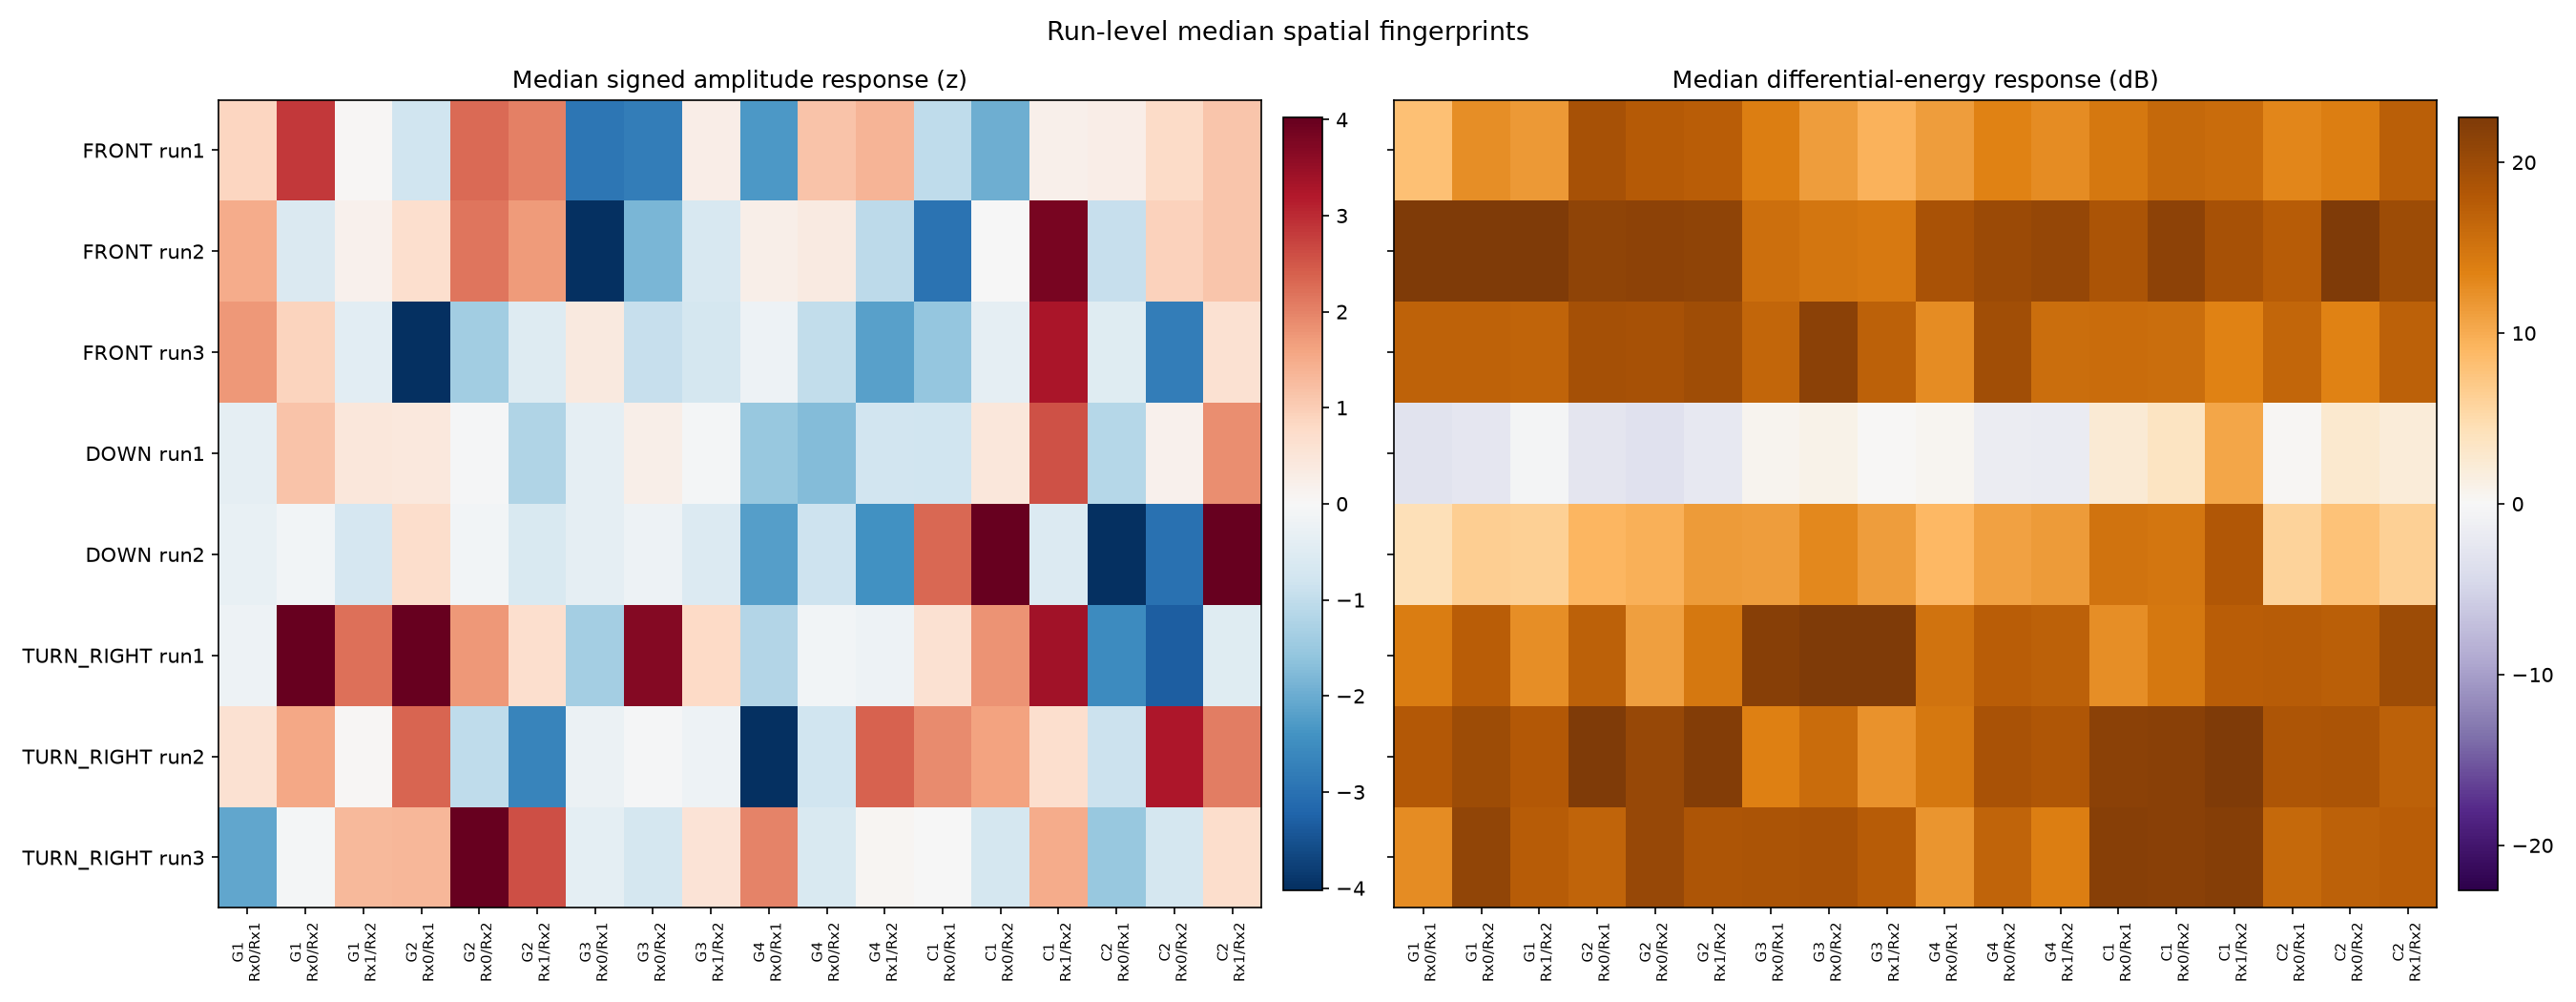 Run-level median spatial fingerprints
Median signed amplitude response (z)
FRONT run1
FRONT run2
FRONT run3
DOWN run1
DOWN run2
TURN_RIGHT run1
TURN_RIGHT run2
TURN_RIGHT run3
G1 Rx0/Rx1
G1 Rx0/Rx2
G1 Rx1/Rx2
G2 Rx0/Rx1
G2 Rx0/Rx2
G2 Rx1/Rx2
G3 Rx0/Rx1
G3 Rx0/Rx2
G3 Rx1/Rx2
G4 Rx0/Rx1
G4 Rx0/Rx2
G4 Rx1/Rx2
C1 Rx0/Rx1
C1 Rx0/Rx2
C1 Rx1/Rx2
C2 Rx0/Rx1
C2 Rx0/Rx2
C2 Rx1/Rx2
4
3
2
1
0
−1
−2
−3
−4
Median differential-energy response (dB)
G1 Rx0/Rx1
G1 Rx0/Rx2
G1 Rx1/Rx2
G2 Rx0/Rx1
G2 Rx0/Rx2
G2 Rx1/Rx2
G3 Rx0/Rx1
G3 Rx0/Rx2
G3 Rx1/Rx2
G4 Rx0/Rx1
G4 Rx0/Rx2
G4 Rx1/Rx2
C1 Rx0/Rx1
C1 Rx0/Rx2
C1 Rx1/Rx2
C2 Rx0/Rx1
C2 Rx0/Rx2
C2 Rx1/Rx2
20
10
0
−10
−20